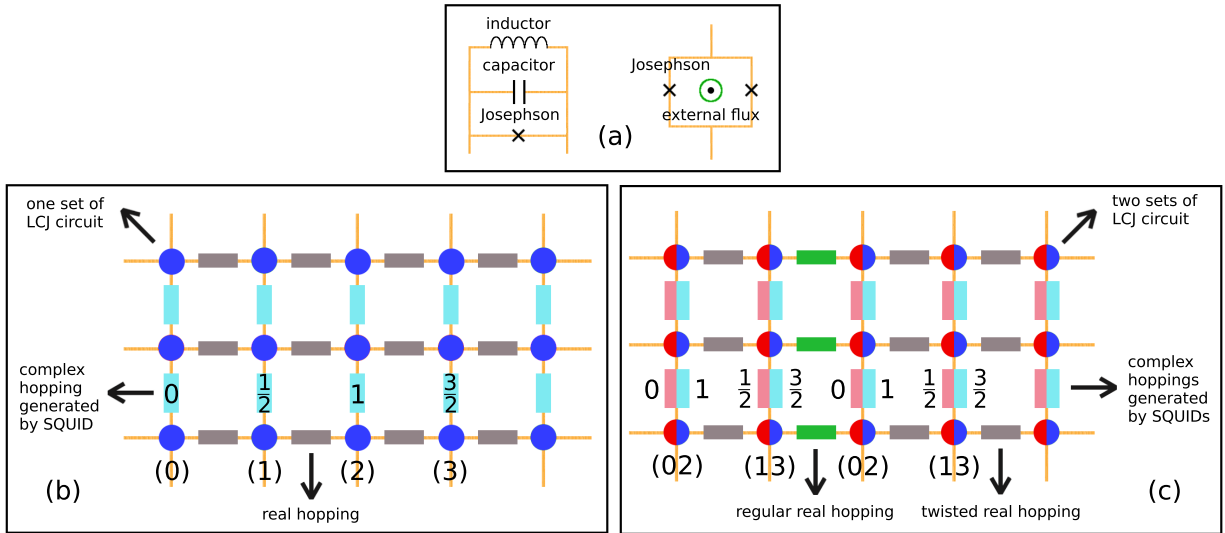 inductor
capacitor
Josephson
Josephson
external flux
(a)
one set of
LCJ circuit
complex
hopping
generated
by SQUID
0 1/2 1 3/2
(0) (1) (2) (3)
(b)
real hopping
two sets of
LCJ circuit
0 1 1/2 3/2 0 1 1/2 3/2
complex
hoppings
generated
by SQUIDs
(02) (13) (02) (13)
(c)
regular real hopping
twisted real hopping